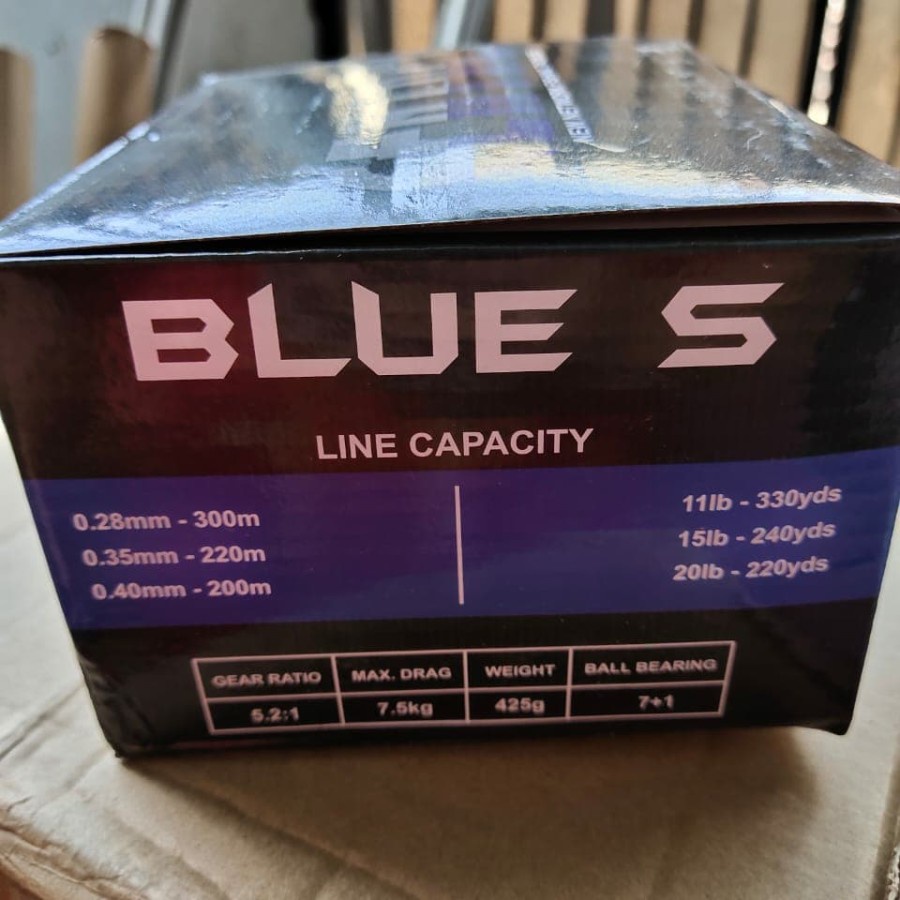 BLUE S
LINE CAPACITY
0.28mm - 300m
0.35mm - 220m
0.40mm - 200m
11lb - 330yds
15lb - 240yds
20lb - 220yds
GEAR RATIO MAX. DRAG WEIGHT BALL BEARING
5.2:1 7.5kg 425g 7+1